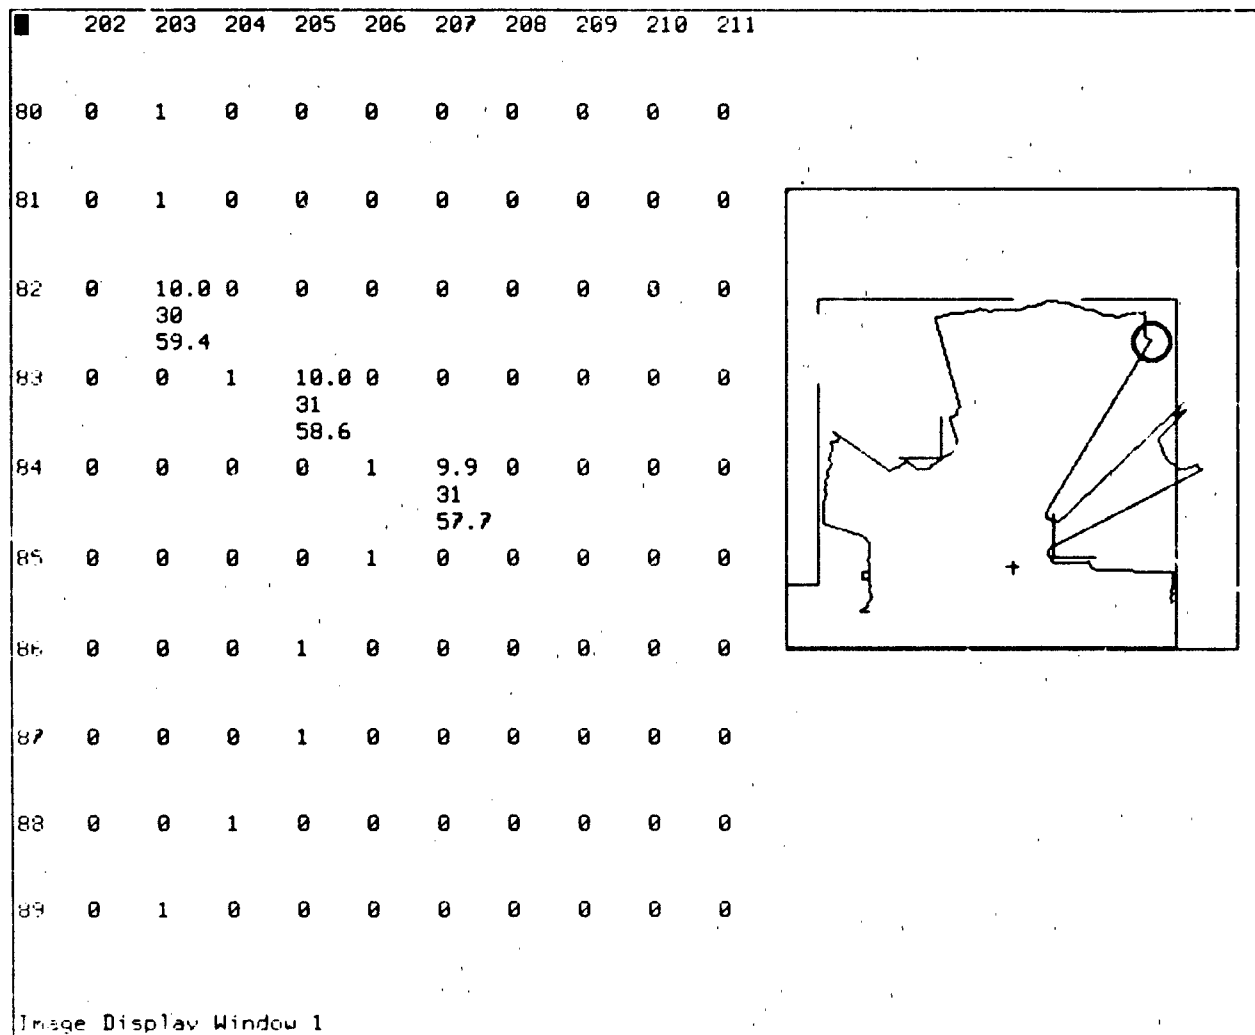 202 203 204 205 206 207 208 209 210 211
80 0 1 0 0 0 0 0 0 0 0
81 0 1 0 0 0 0 0 0 0 0
82 0 10.0 0 0 0 0 0 0 0 0
30
59.4
83 0 0 1 10.0 0 0 0 0 0 0
31
58.6
84 0 0 0 0 1 9.9 0 0 0 0
31
57.7
85 0 0 0 0 1 0 0 0 0 0
86 0 0 0 1 0 0 0 0 0 0
87 0 0 0 1 0 0 0 0 0 0
88 0 0 1 0 0 0 0 0 0 0
89 0 1 0 0 0 0 0 0 0 0
Image Display Window 1